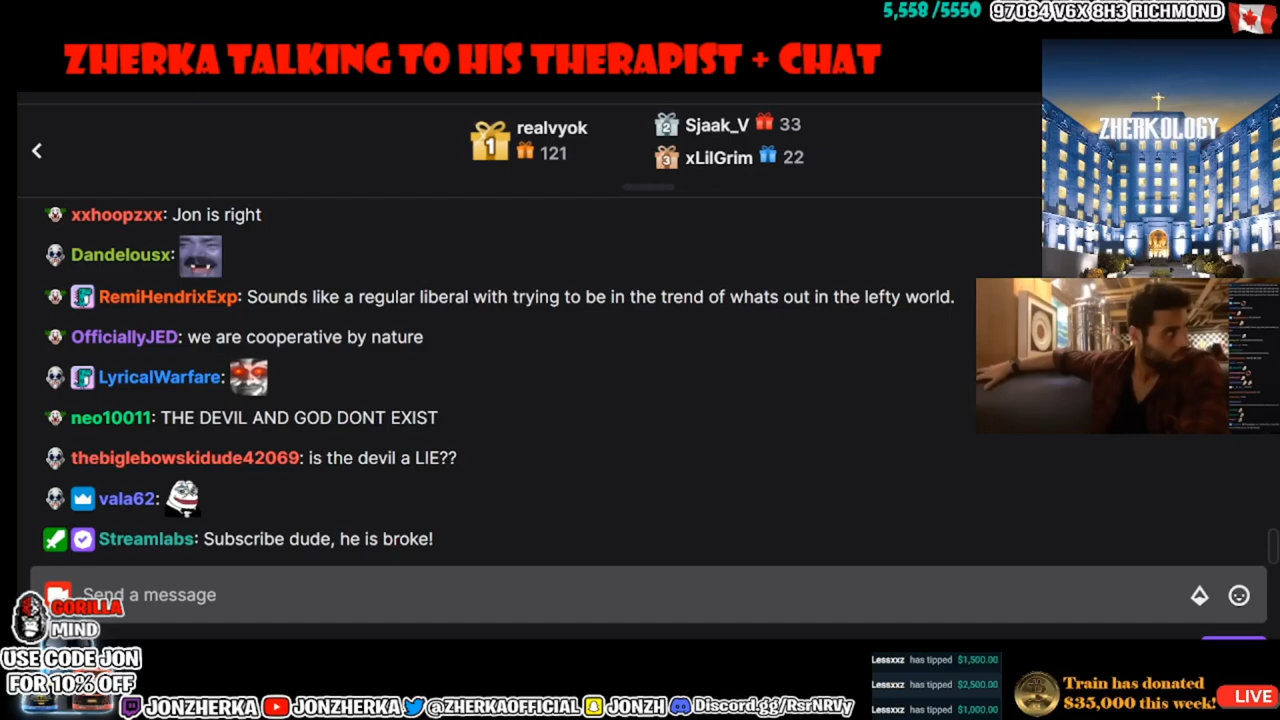 5,558 /5550 97084 V6X 8H3 RICHMOND
ZHERKA TALKING TO HIS THERAPIST + CHAT
ZHERKOLOGY
1 realvyok 121
2 Sjaak_V 33
3 xLilGrim 22
xxhoopzxx: Jon is right
Dandelousx:
RemiHendrixExp: Sounds like a regular liberal with trying to be in the trend of whats out in the lefty world.
OfficiallyJED: we are cooperative by nature
LyricalWarfare:
neo10011: THE DEVIL AND GOD DONT EXIST
thebiglebowskidude42069: is the devil a LIE??
vala62:
Streamlabs: Subscribe dude, he is broke!
Send a message
GORILLA
MIND
USE CODE JON
FOR 10% OFF
JONZHERKA JONZHERKA @ZHERKAOFFICIAL JONZH Discord.gg/RsrNRVy
Lessxxz has tipped $1,500.00
Lessxxz has tipped $2,500.00
Lessxxz has tipped $1,000.00
Train has donated
$35,000 this week!
LIVE